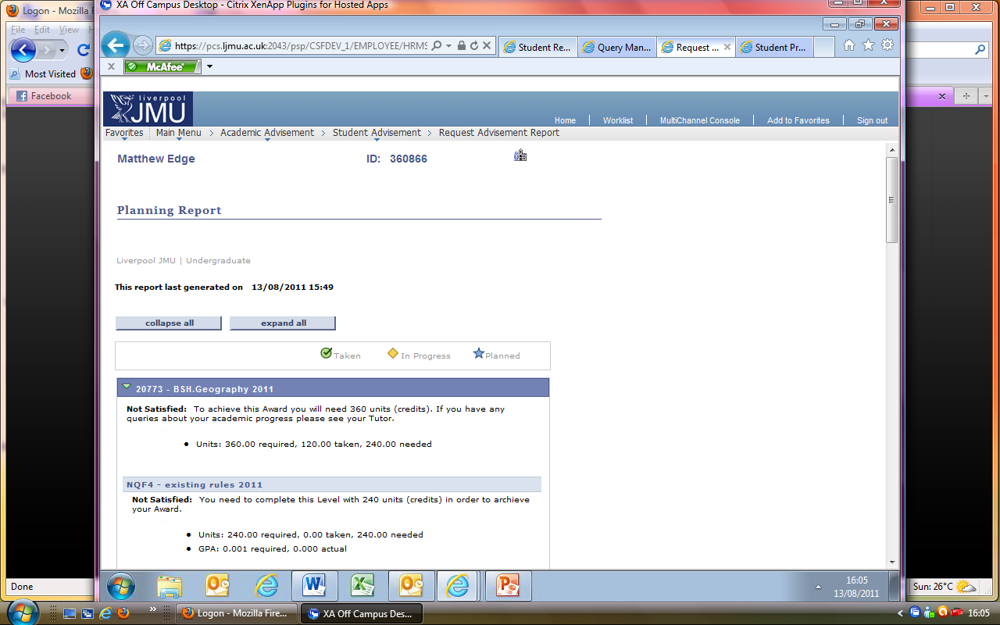 Logon - Mozilla Fi
XA Off Campus Desktop - Citrix XenApp Plugins for Hosted Apps
File Edit View H
https://pcs.ljmu.ac.uk:2043/psp/CSFDEV_1/EMPLOYEE/HRMS
Student Re...
Query Man...
Request ...
Student Pr...
Most Visited
McAfee
Facebook
liverpool
JMU
Home
Worklist
MultiChannel Console
Add to Favorites
Sign out
Favorites Main Menu > Academic Advisement > Student Advisement > Request Advisement Report
Matthew Edge ID: 360866
Planning Report
Liverpool JMU | Undergraduate
This report last generated on 13/08/2011 15:49
collapse all expand all
Taken In Progress Planned
20773 - BSH.Geography 2011
Not Satisfied: To achieve this Award you will need 360 units (credits). If you have any
queries about your academic progress please see your Tutor.
• Units: 360.00 required, 120.00 taken, 240.00 needed
NQF4 - existing rules 2011
Not Satisfied: You need to complete this Level with 240 units (credits) in order to archieve
your Award.
• Units: 240.00 required, 0.00 taken, 240.00 needed
• GPA: 0.001 required, 0.000 actual
16:05
13/08/2011
Done
Sun: 26°C
Logon - Mozilla Fire...
XA Off Campus Des...
16:05